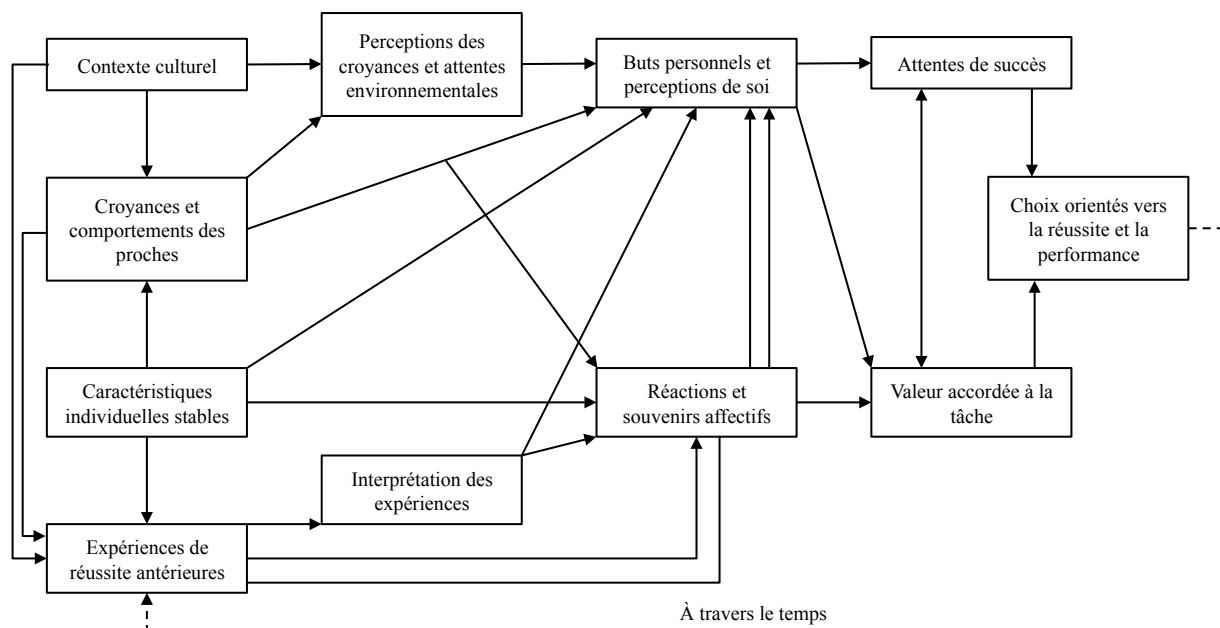 Contexte culturel
Perceptions des
croyances et attentes
environnementales
Buts personnels et
perceptions de soi
Attentes de succès
Croyances et
comportements des
proches
Choix orientés vers
la réussite et la
performance
Caractéristiques
individuelles stables
Réactions et
souvenirs affectifs
Valeur accordée à la
tâche
Interprétation des
expériences
Expériences de
réussite antérieures
À travers le temps